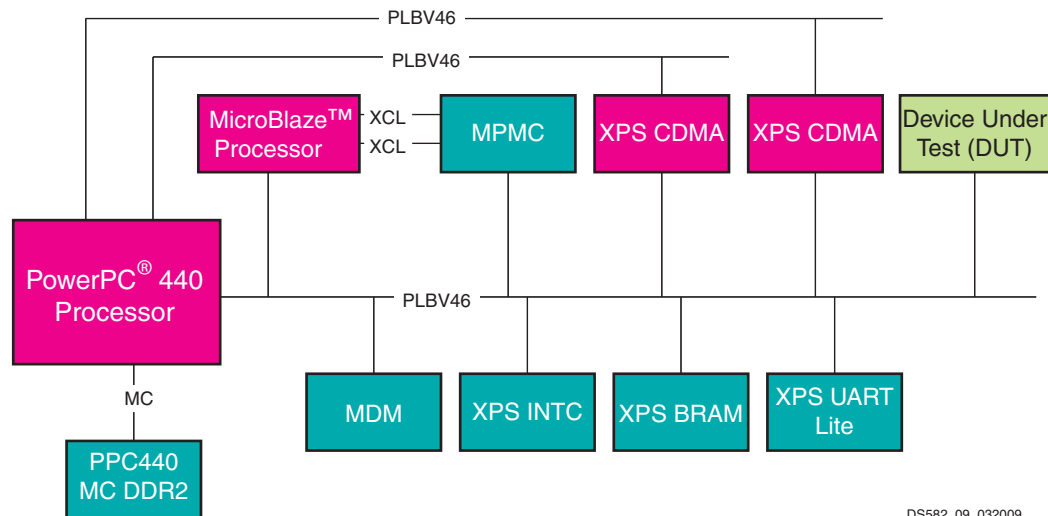 PLBV46
PLBV46
MicroBlaze™
Processor
XCL
XCL
MPMC
XPS CDMA
XPS CDMA
Device Under
Test (DUT)
PowerPC® 440
Processor
PLBV46
MC
MDM
XPS INTC
XPS BRAM
XPS UART
Lite
PPC440
MC DDR2
DS582_09_032009